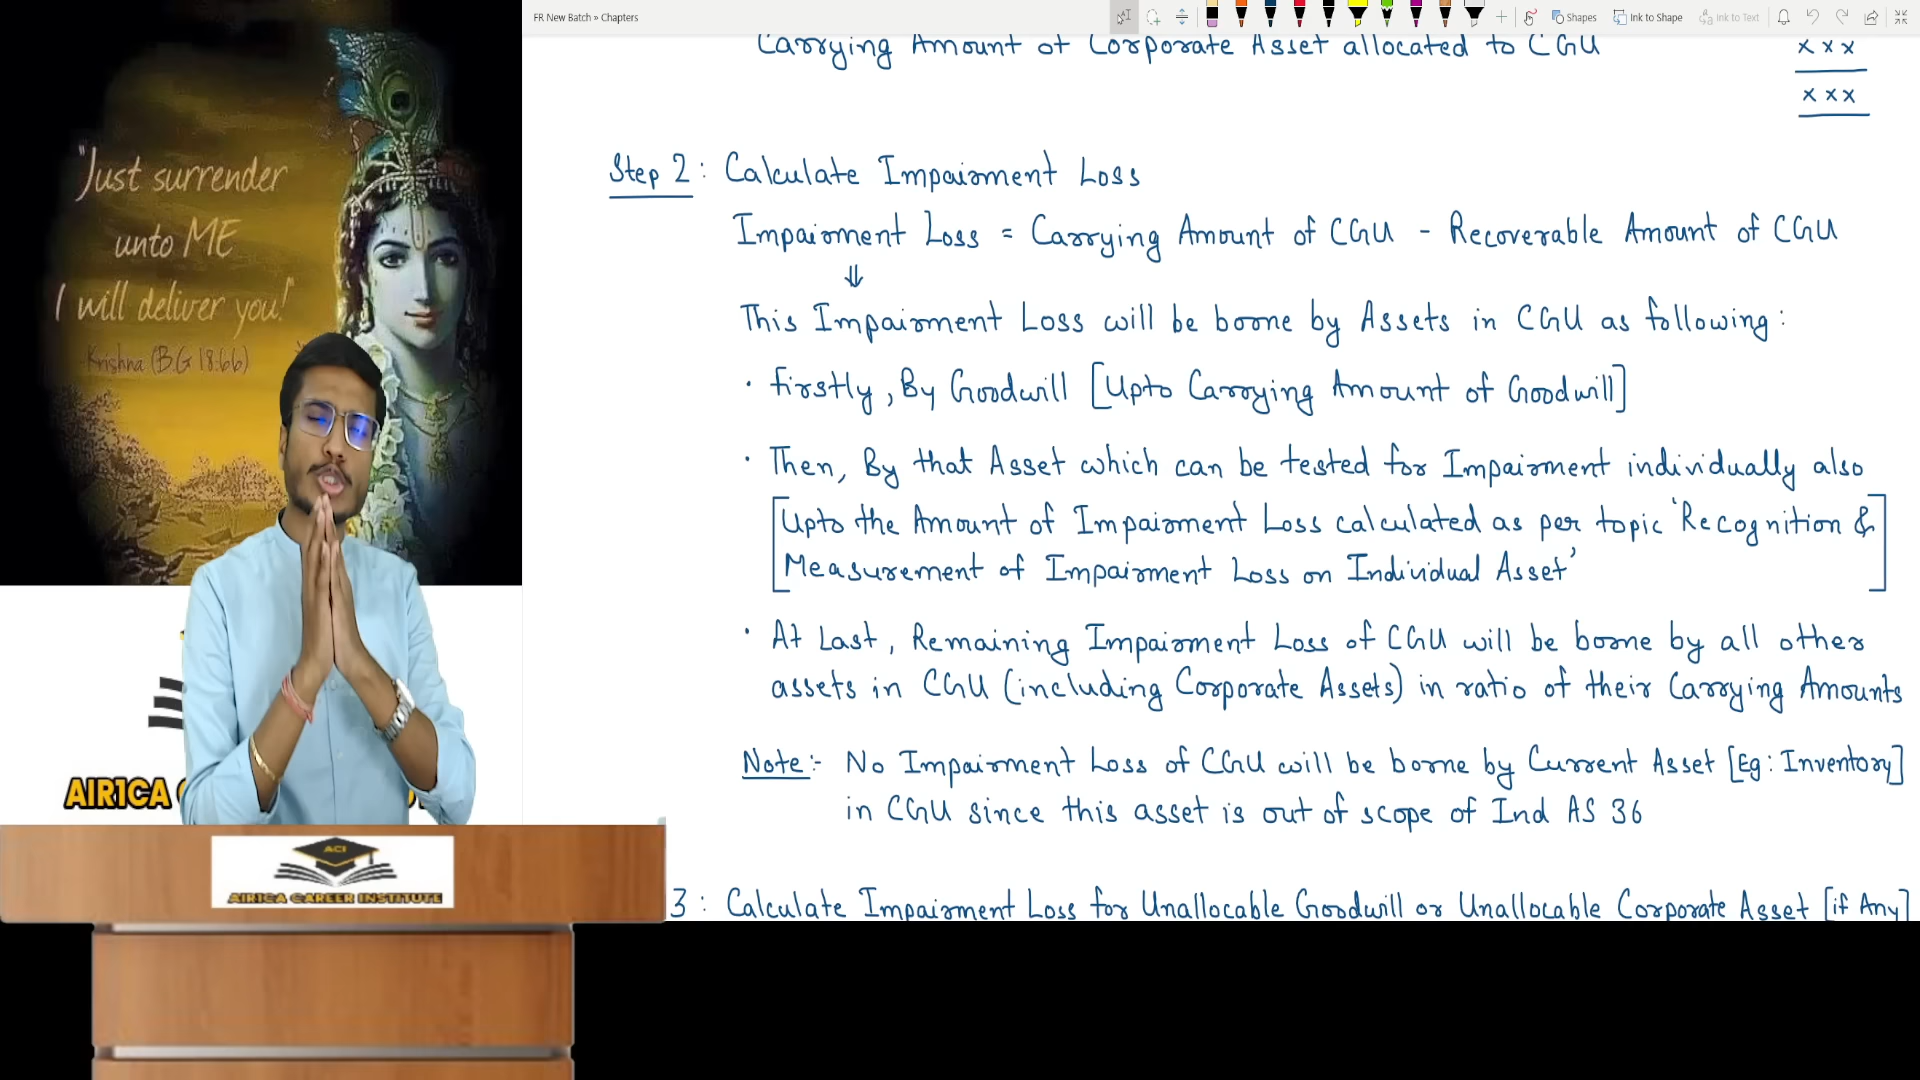 FR New Batch » Chapters
Shapes
Ink to Shape
Ink to Text
Carrying Amount of Corporate Asset allocated to CGU xxx
xxx
"Just surrender
unto ME
I will deliver you!"
-Krishna (B.G 18:66)
Step 2: Calculate Impairment Loss
Impairment Loss = Carrying Amount of CGU - Recoverable Amount of CGU
⇓
This Impairment Loss will be borne by Assets in CGU as following:
• Firstly, By Goodwill [Upto Carrying Amount of Goodwill]
• Then, By that Asset which can be tested for Impairment individually also
[Upto the Amount of Impairment Loss calculated as per topic 'Recognition &
Measurement of Impairment Loss on Individual Asset']
• At Last, Remaining Impairment Loss of CGU will be borne by all other
assets in CGU (including Corporate Assets) in ratio of their Carrying Amounts
Note:- No Impairment Loss of CGU will be borne by Current Asset [Eg: Inventory]
in CGU since this asset is out of scope of Ind AS 36
3: Calculate Impairment Loss for Unallocable Goodwill or Unallocable Corporate Asset [if Any]
AIR1CA
ACI
AIR1CA CAREER INSTITUTE